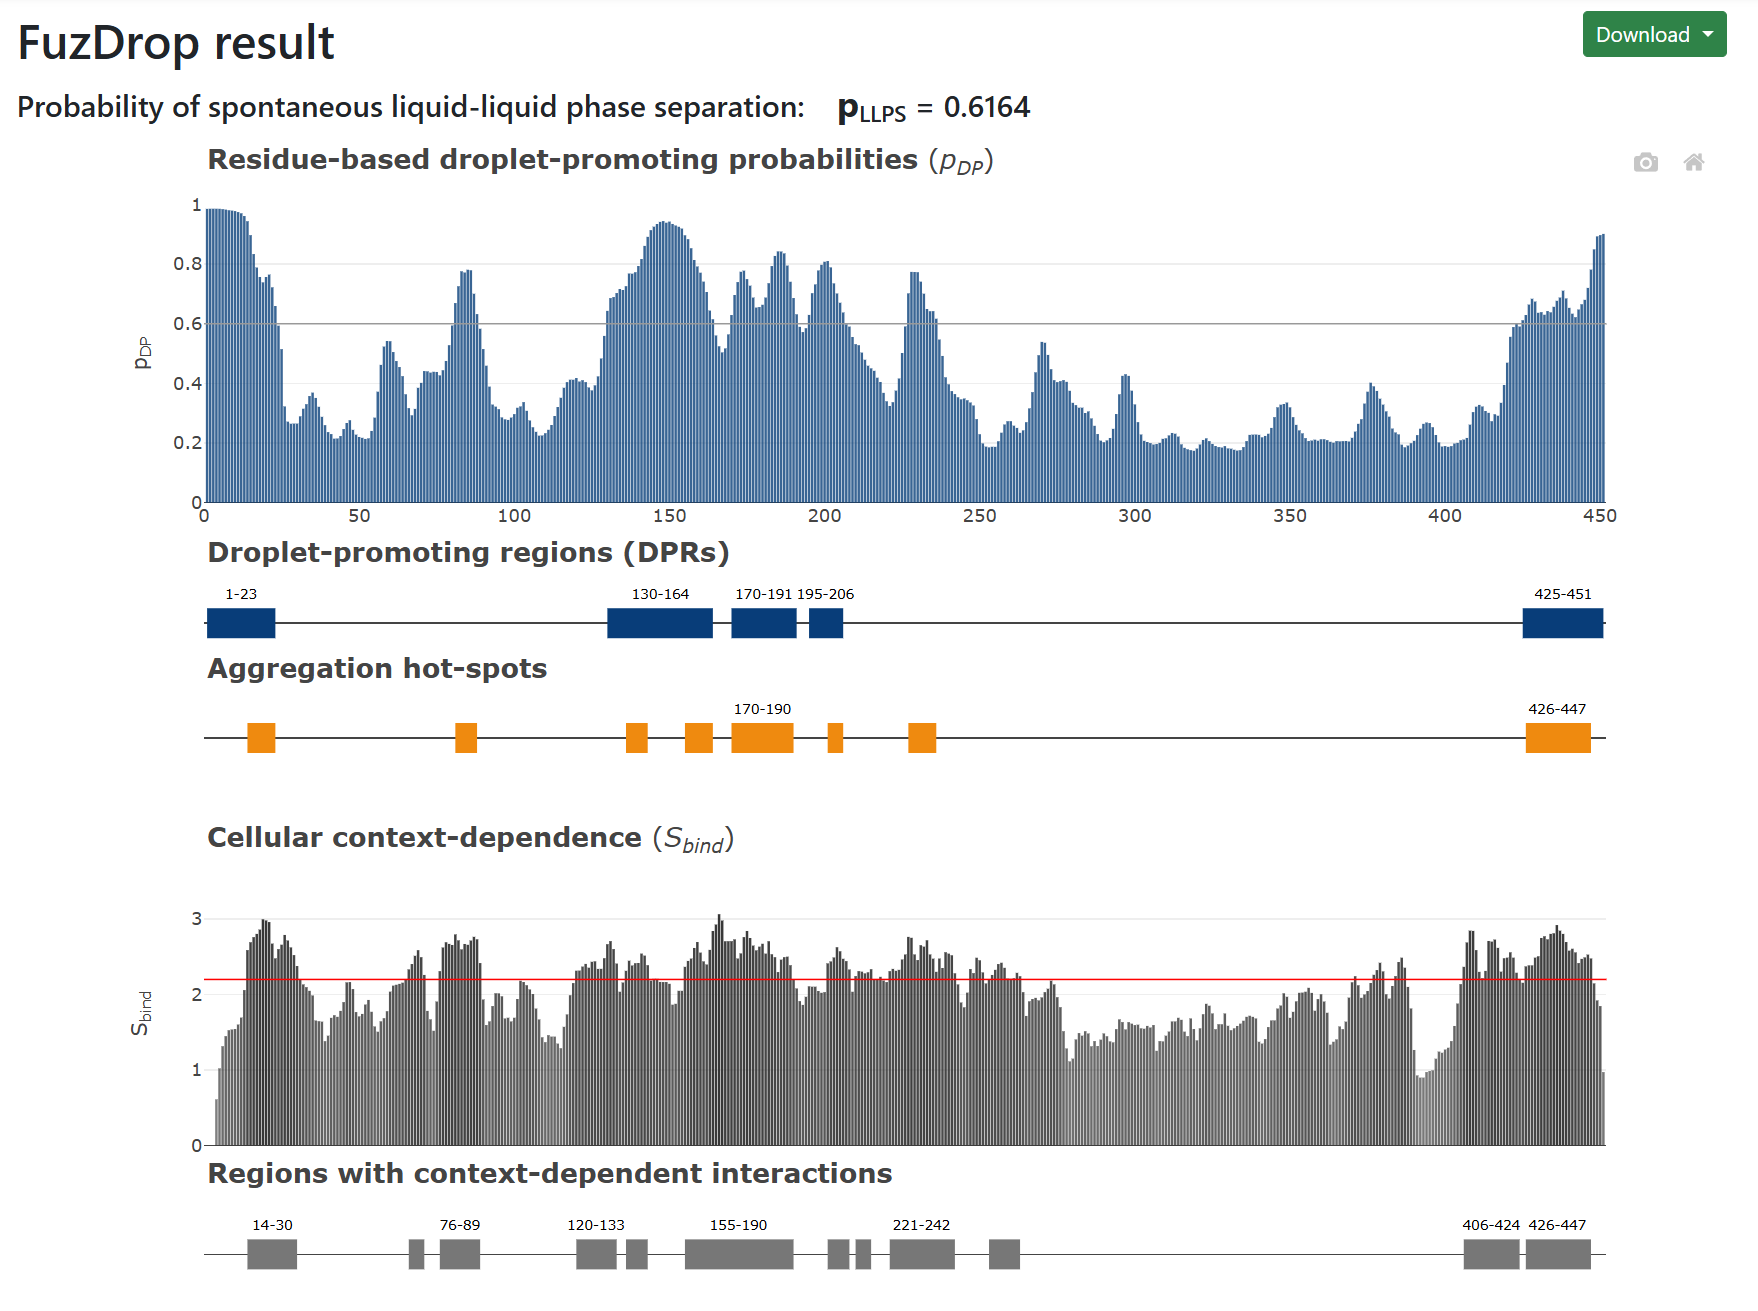 FuzDrop result
Download
Probability of spontaneous liquid-liquid phase separation: pLLPS = 0.6164
Residue-based droplet-promoting probabilities (pDP)
1
0.8
0.6
0.4
0.2
0
pDP
0 50 100 150 200 250 300 350 400 450
Droplet-promoting regions (DPRs)
1-23 130-164 170-191 195-206 425-451
Aggregation hot-spots
170-190 426-447
Cellular context-dependence (Sbind)
3
2
1
0
Sbind
Regions with context-dependent interactions
14-30 76-89 120-133 155-190 221-242 406-424 426-447